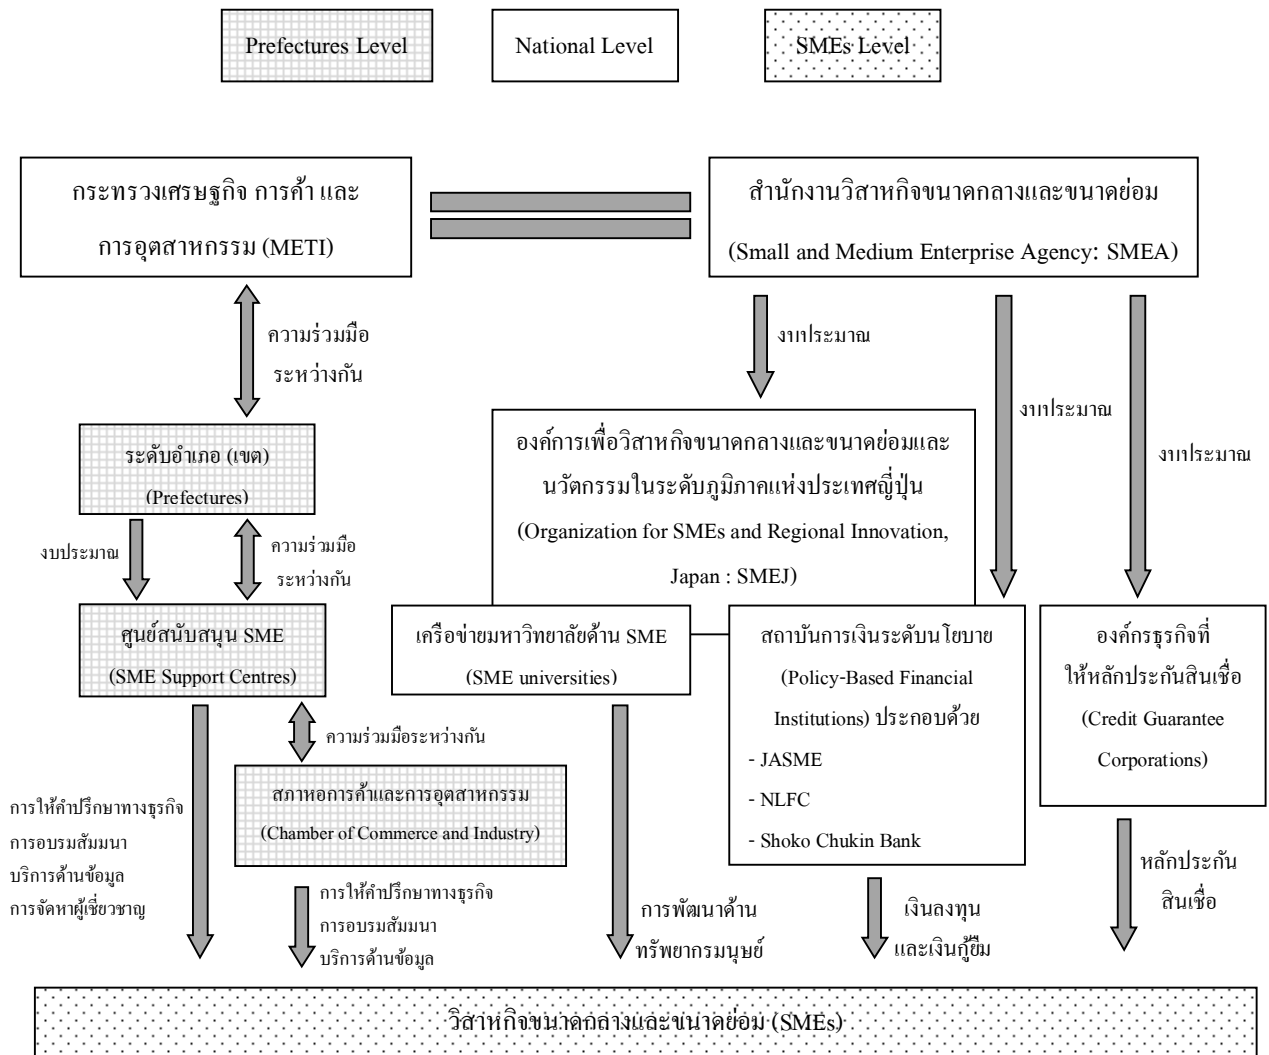 Prefectures Level
National Level
SMEs Level
กระทรวงเศรษฐกิจ การค้า และ
การอุตสาหกรรม (METI)
สำนักงานวิสาหกิจขนาดกลางและขนาดย่อม
(Small and Medium Enterprise Agency: SMEA)
ความร่วมมือ
ระหว่างกัน
งบประมาณ
งบประมาณ
งบประมาณ
ระดับอำเภอ (เขต)
(Prefectures)
องค์การเพื่อวิสาหกิจขนาดกลางและขนาดย่อมและ
นวัตกรรมในระดับภูมิภาคแห่งประเทศญี่ปุ่น
(Organization for SMEs and Regional Innovation,
Japan : SMEJ)
งบประมาณ
ความร่วมมือ
ระหว่างกัน
ศูนย์สนับสนุน SME
(SME Support Centres)
เครือข่ายมหาวิทยาลัยด้าน SME
(SME universities)
สถาบันการเงินระดับนโยบาย
(Policy-Based Financial
Institutions) ประกอบด้วย
- JASME
- NLFC
- Shoko Chukin Bank
องค์กรธุรกิจที่
ให้หลักประกันสินเชื่อ
(Credit Guarantee
Corporations)
ความร่วมมือระหว่างกัน
สภาหอการค้าและการอุตสาหกรรม
(Chamber of Commerce and Industry)
การให้คำปรึกษาทางธุรกิจ
การอบรมสัมมนา
บริการด้านข้อมูล
การจัดหาผู้เชี่ยวชาญ
การให้คำปรึกษาทางธุรกิจ
การอบรมสัมมนา
บริการด้านข้อมูล
การพัฒนาด้าน
ทรัพยากรมนุษย์
เงินลงทุน
และเงินกู้ยืม
หลักประกัน
สินเชื่อ
วิสาหกิจขนาดกลางและขนาดย่อม (SMEs)